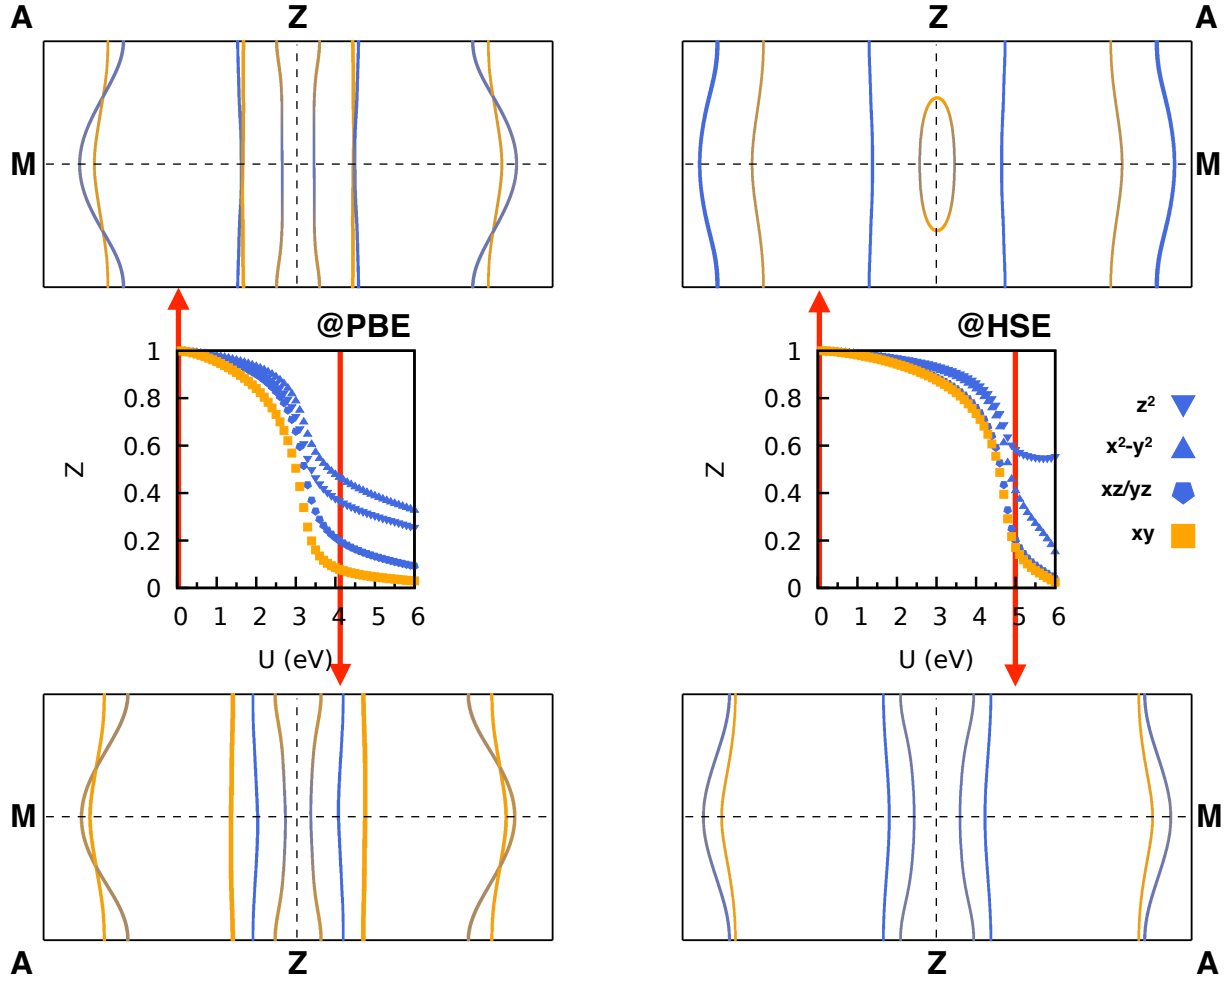 A Z Z A
M M
@PBE @HSE
1 1
0.8 0.8
0.6 0.6
0.4 0.4
0.2 0.2
0 0
Z Z
0 1 2 3 4 5 6 0 1 2 3 4 5 6
U (eV) U (eV)
z²
x²-y²
xz/yz
xy
M M
A Z Z A